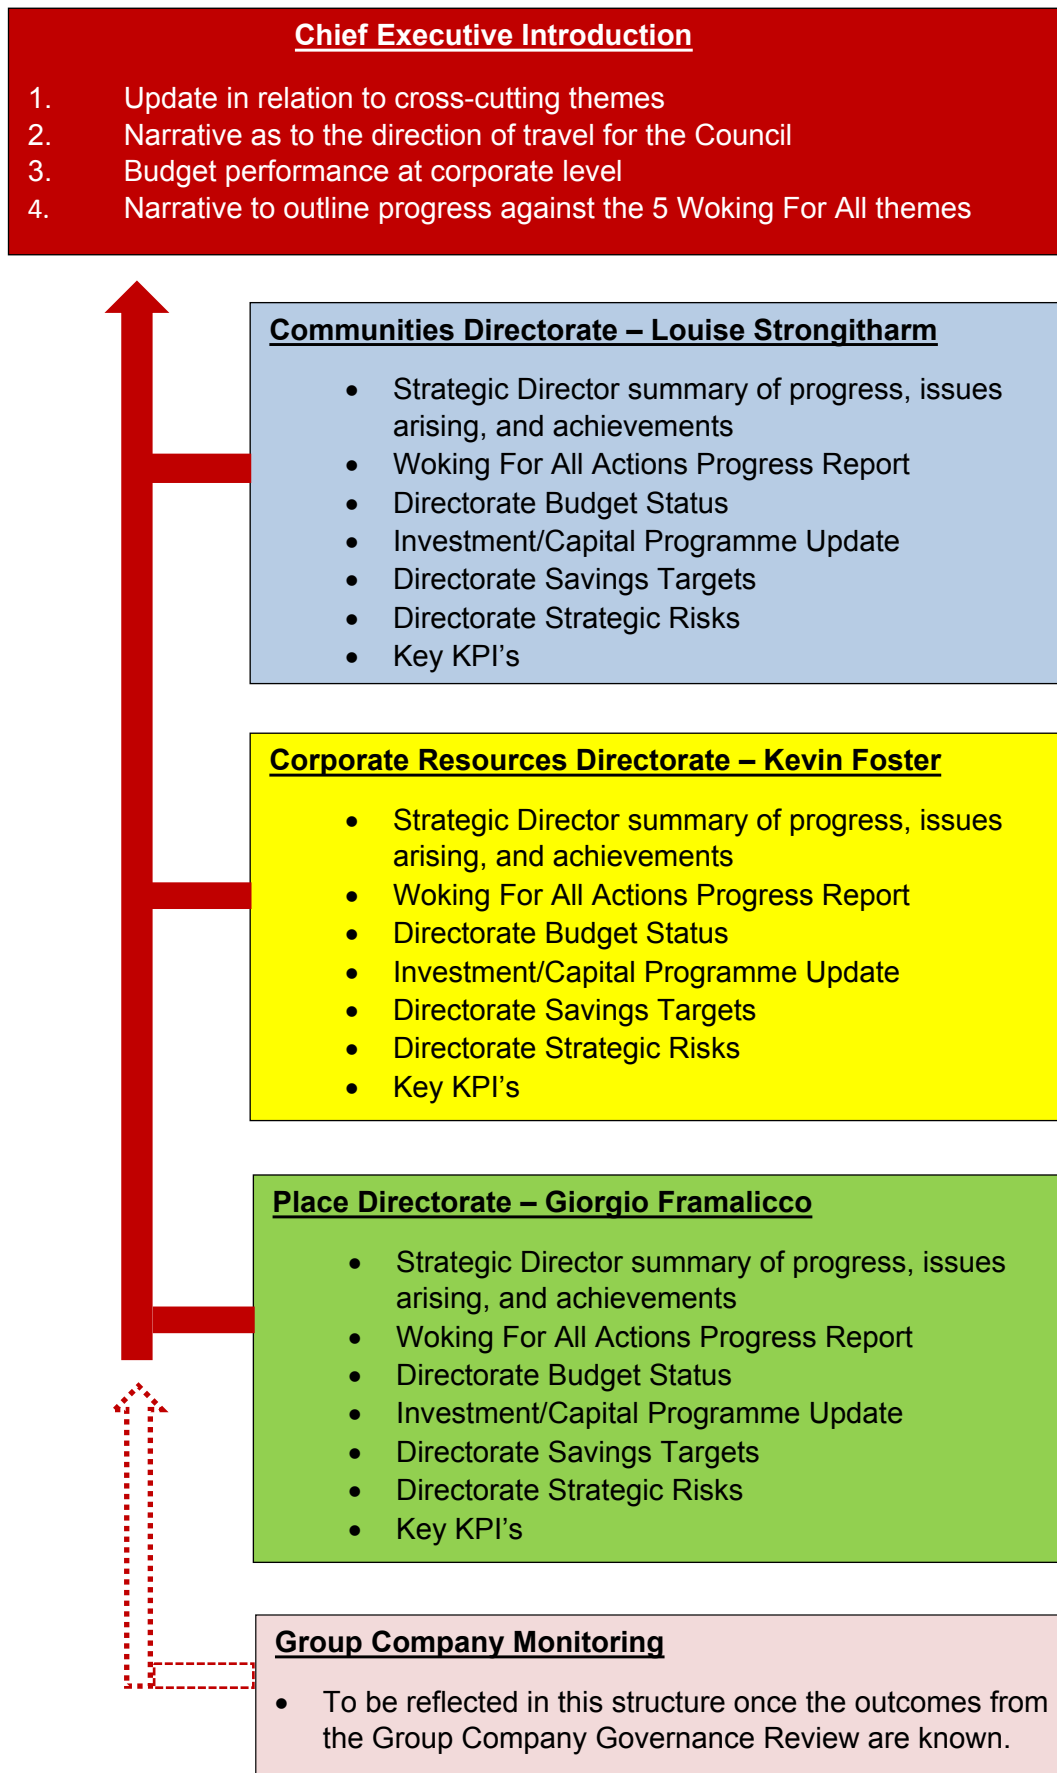 Chief Executive Introduction
1. Update in relation to cross-cutting themes
2. Narrative as to the direction of travel for the Council
3. Budget performance at corporate level
4. Narrative to outline progress against the 5 Woking For All themes
Communities Directorate – Louise Strongitharm
• Strategic Director summary of progress, issues
arising, and achievements
• Woking For All Actions Progress Report
• Directorate Budget Status
• Investment/Capital Programme Update
• Directorate Savings Targets
• Directorate Strategic Risks
• Key KPI's
Corporate Resources Directorate – Kevin Foster
• Strategic Director summary of progress, issues
arising, and achievements
• Woking For All Actions Progress Report
• Directorate Budget Status
• Investment/Capital Programme Update
• Directorate Savings Targets
• Directorate Strategic Risks
• Key KPI's
Place Directorate – Giorgio Framalicco
• Strategic Director summary of progress, issues
arising, and achievements
• Woking For All Actions Progress Report
• Directorate Budget Status
• Investment/Capital Programme Update
• Directorate Savings Targets
• Directorate Strategic Risks
• Key KPI's
Group Company Monitoring
• To be reflected in this structure once the outcomes from
the Group Company Governance Review are known.